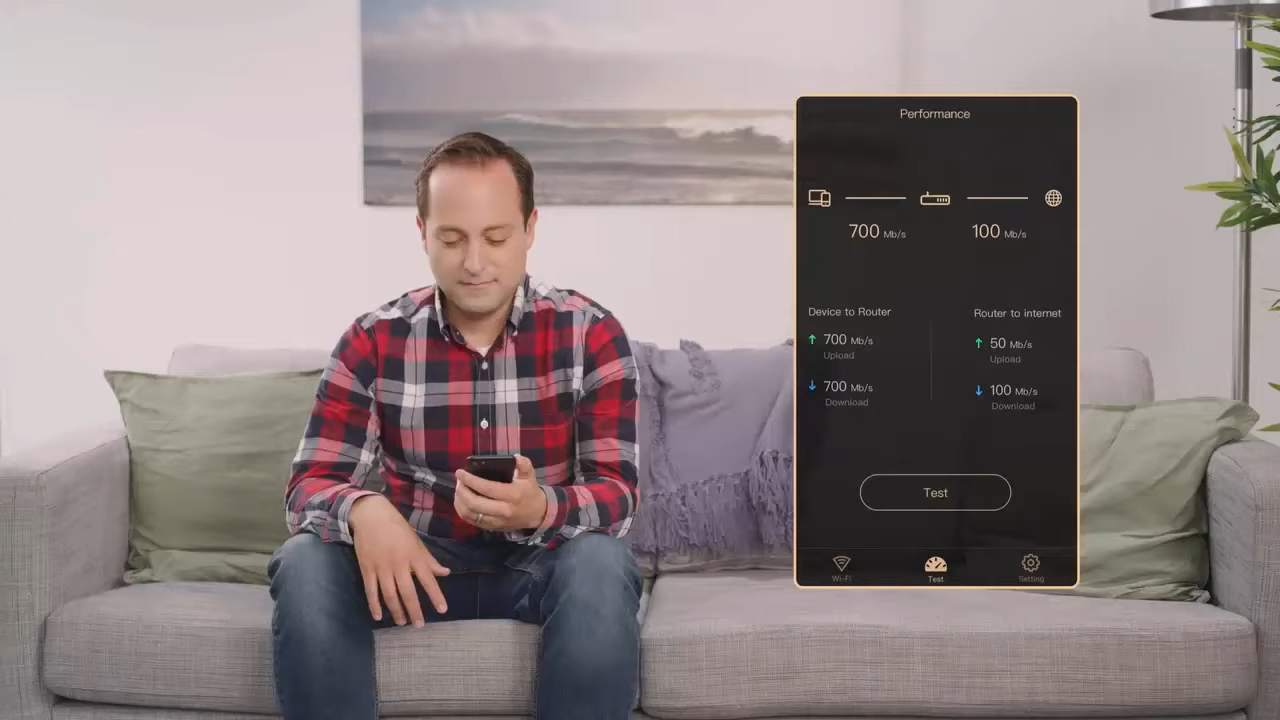 Performance
700 Mb/s 100 Mb/s
Device to Router Router to internet
↑ 700 Mb/s ↑ 50 Mb/s
Upload Upload
↓ 700 Mb/s ↓ 100 Mb/s
Download Download
Test
Wi-Fi Test Setting